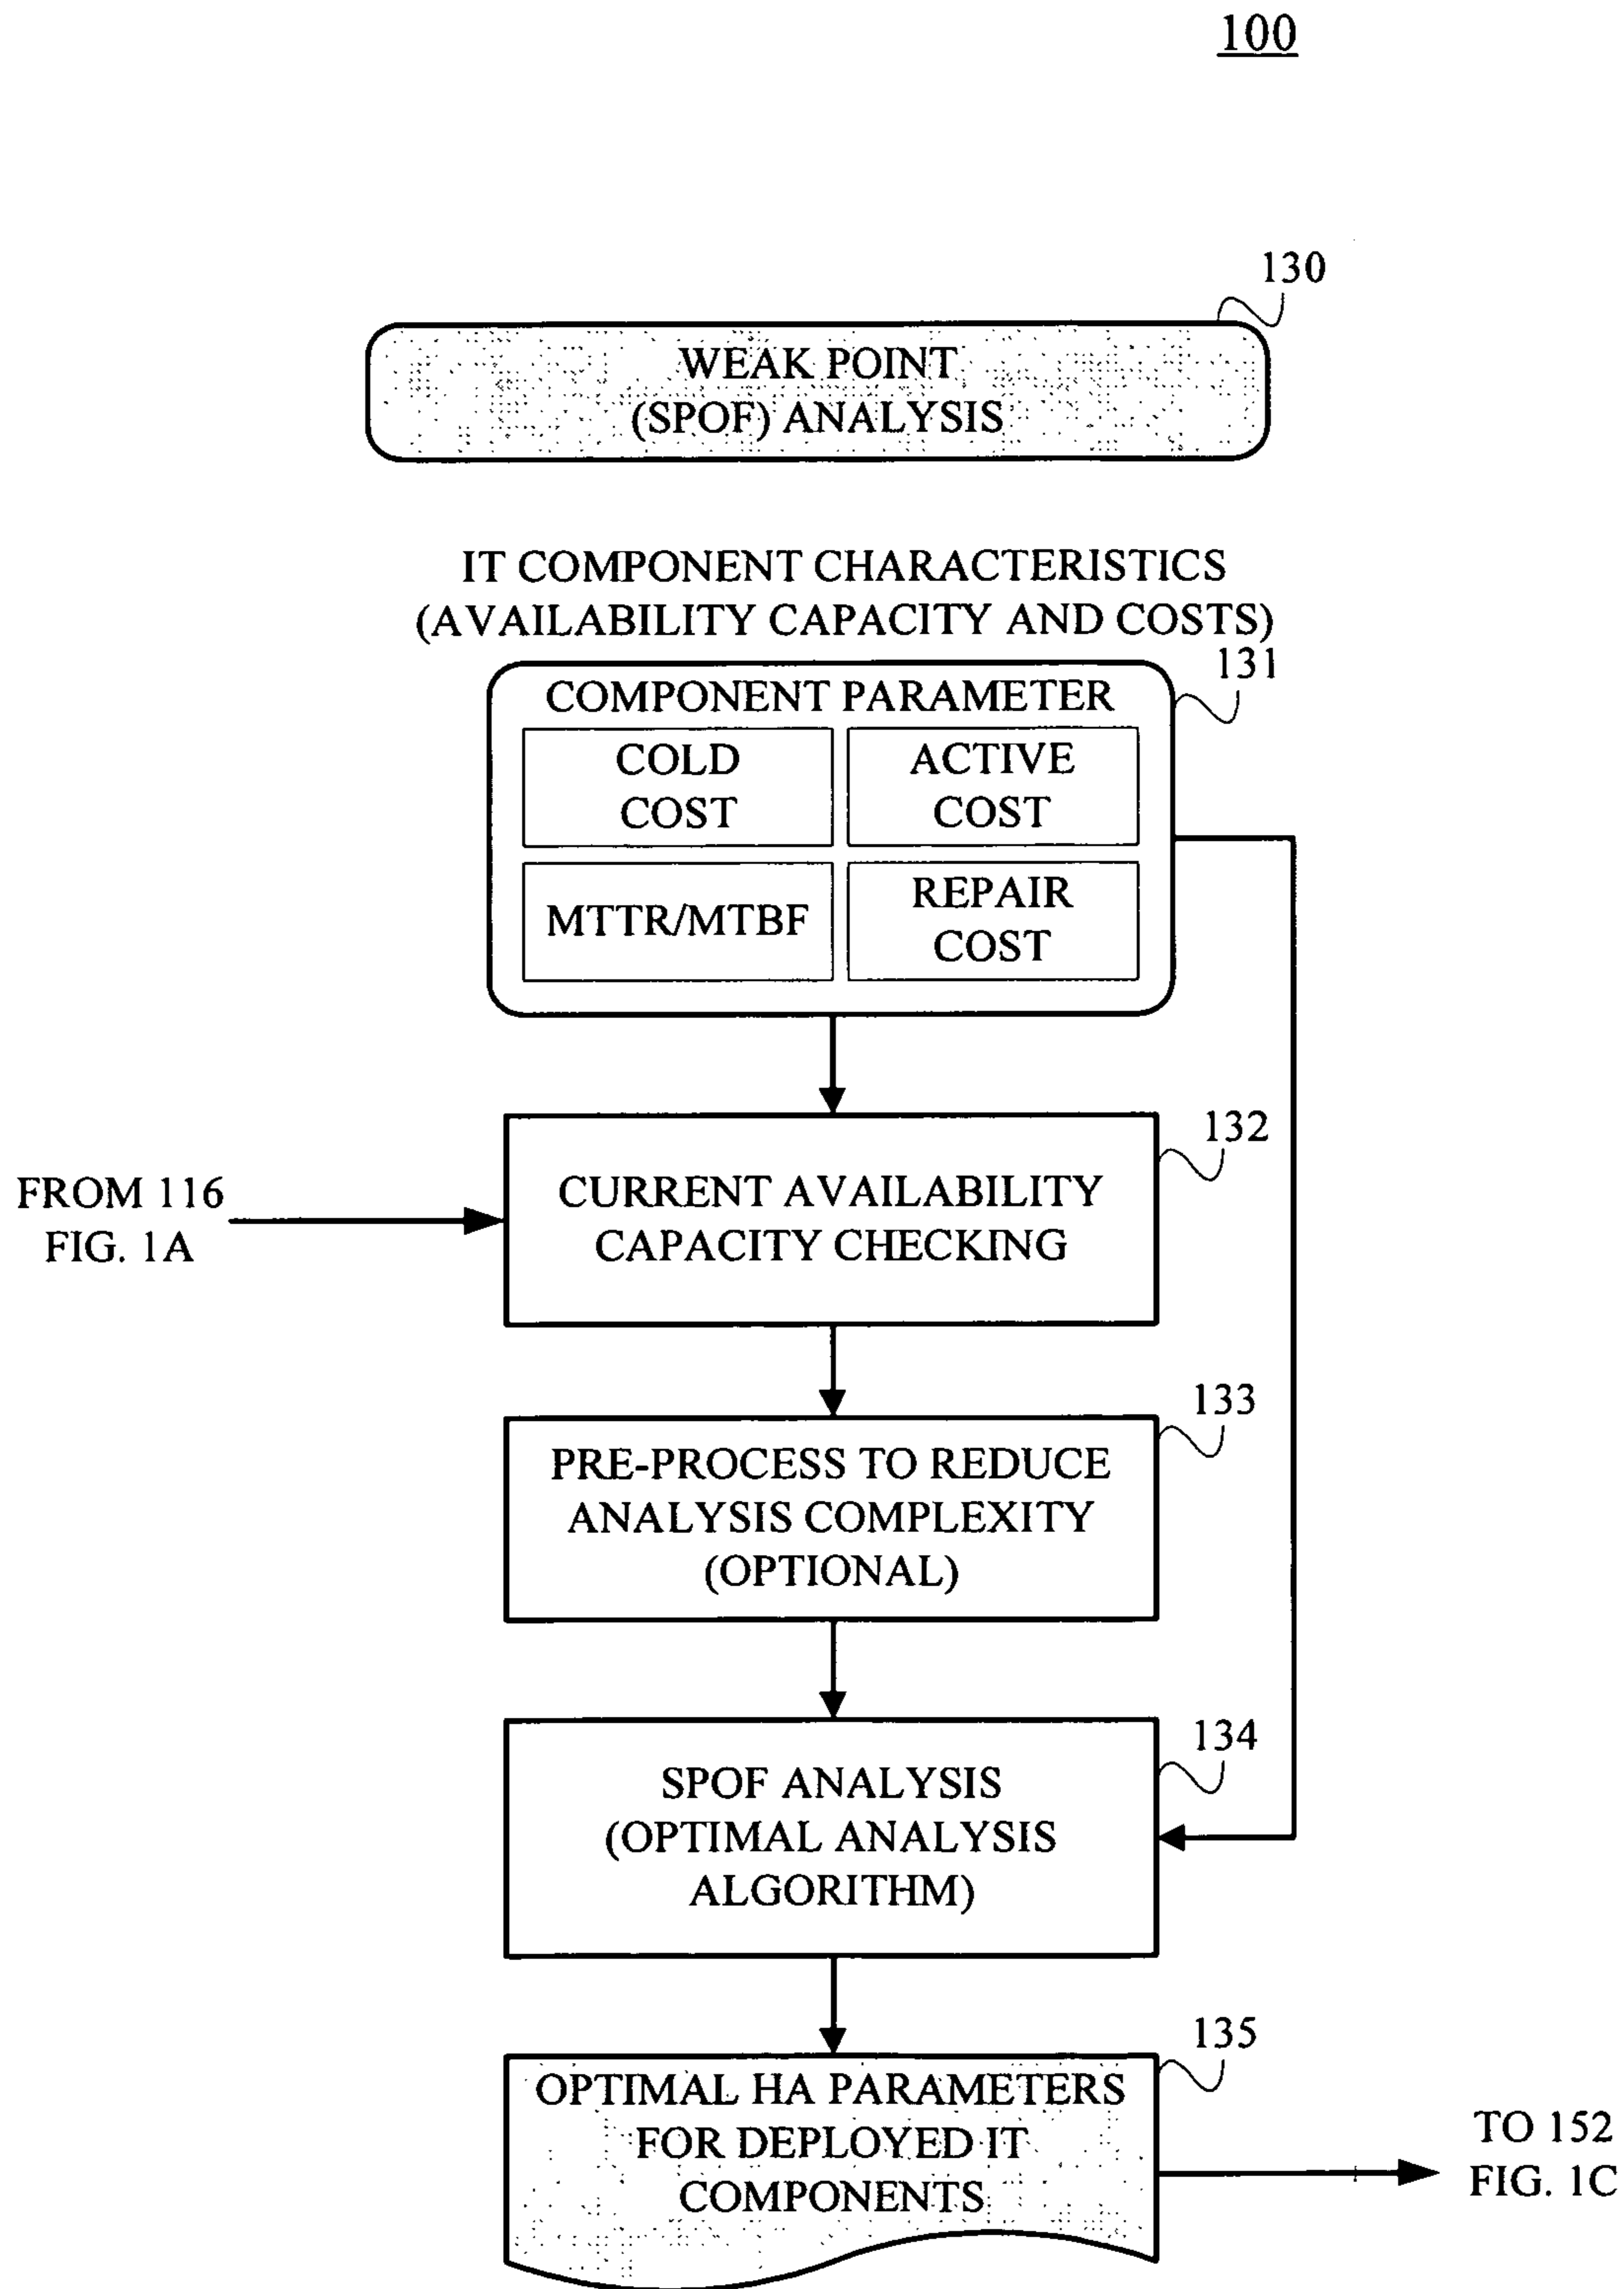 100
130
WEAK POINT
(SPOF) ANALYSIS
IT COMPONENT CHARACTERISTICS
(AVAILABILITY CAPACITY AND COSTS)
131
COMPONENT PARAMETER
COLD
COST
ACTIVE
COST
MTTR/MTBF
REPAIR
COST
132
FROM 116
FIG. 1A
CURRENT AVAILABILITY
CAPACITY CHECKING
133
PRE-PROCESS TO REDUCE
ANALYSIS COMPLEXITY
(OPTIONAL)
134
SPOF ANALYSIS
(OPTIMAL ANALYSIS
ALGORITHM)
135
OPTIMAL HA PARAMETERS
FOR DEPLOYED IT
COMPONENTS
TO 152
FIG. 1C